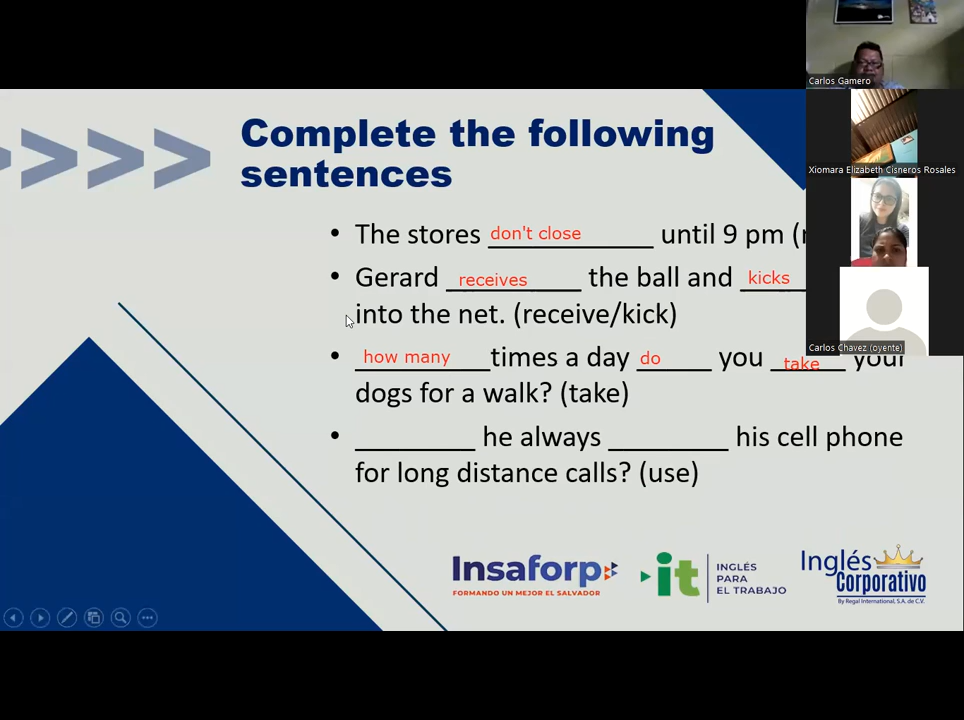 Carlos Gamero
Complete the following
sentences
Xiomara Elizabeth Cisneros Rosales
• The stores don't close until 9 pm
• Gerard receives the ball and kicks
into the net. (receive/kick)
Carlos Chavez (oyente)
• how many times a day do you take your
dogs for a walk? (take)
• ________ he always ________ his cell phone
for long distance calls? (use)
Insaforp
FORMANDO UN MEJOR EL SALVADOR
it
INGLÉS
PARA
EL TRABAJO
Inglés
Corporativo
By Regal International, S.A. de C.V.